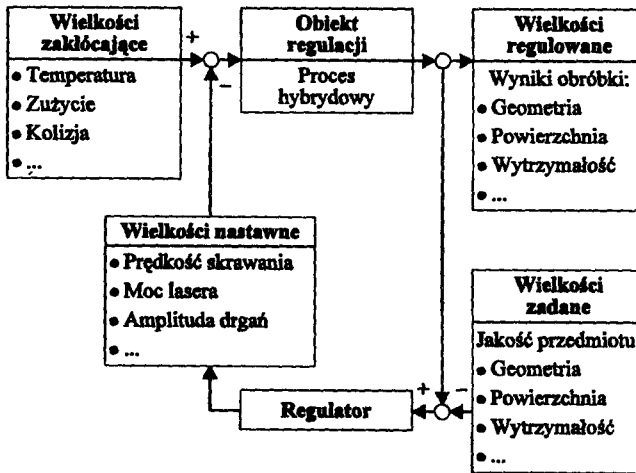 Wielkości
zakłócające
• Temperatura
• Zużycie
• Kolizja
• ...
+
−
Obiekt
regulacji
Proces
hybrydowy
Wielkości
regulowane
Wyniki obróbki:
• Geometria
• Powierzchnia
• Wytrzymałość
• ...
Wielkości nastawne
• Prędkość skrawania
• Moc lasera
• Amplituda drgań
• ...
Regulator
+
−
Wielkości
zadane
Jakość przedmiotu
• Geometria
• Powierzchnia
• Wytrzymałość
• ...